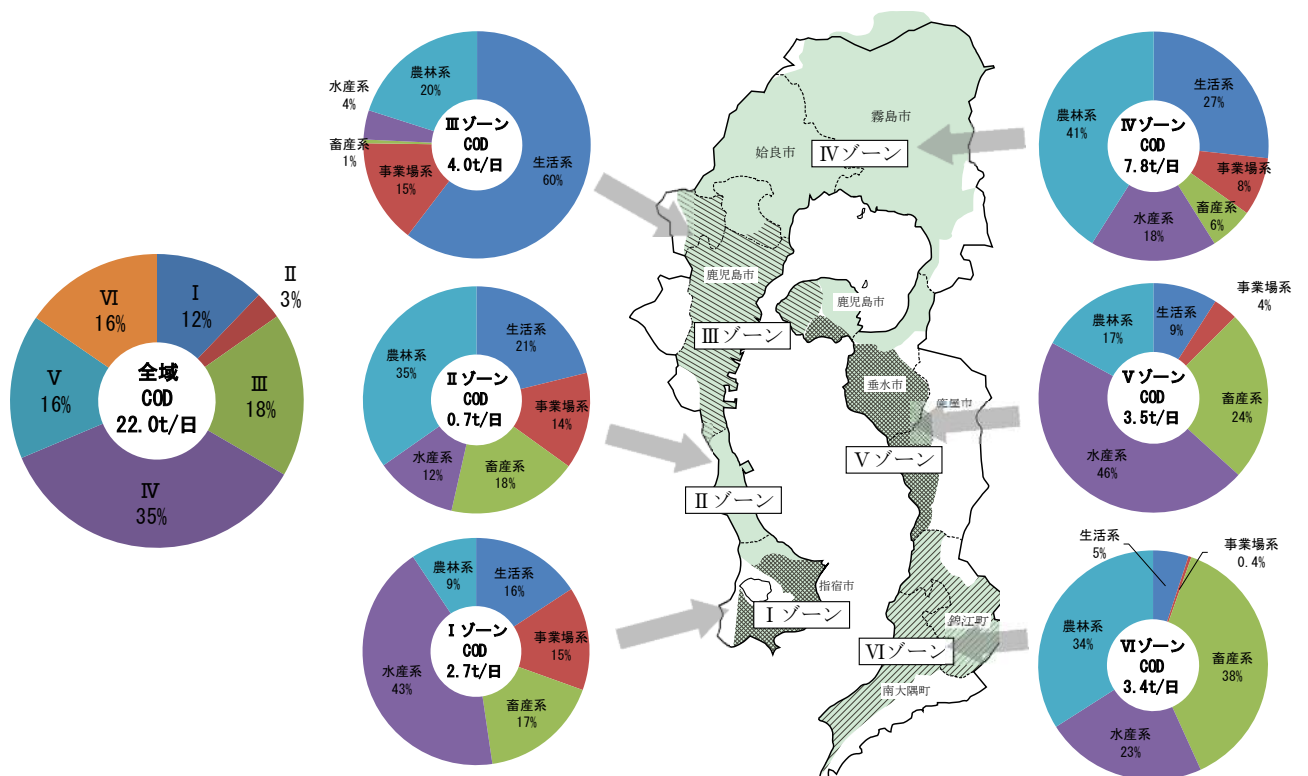 農林系
20%
水産系
4%
畜産系
1%
事業場系
15%
生活系
60%
Ⅲゾーン
COD
4.0t/日
Ⅰ
12%
Ⅱ
3%
Ⅲ
18%
Ⅳ
35%
Ⅴ
16%
Ⅵ
16%
全域
COD
22.0t/日
生活系
21%
事業場系
14%
畜産系
18%
水産系
12%
農林系
35%
Ⅱゾーン
COD
0.7t/日
生活系
16%
事業場系
15%
畜産系
17%
水産系
43%
農林系
9%
Ⅰゾーン
COD
2.7t/日
霧島市
姶良市
Ⅳゾーン
鹿児島市
鹿児島市
Ⅲゾーン
垂水市
鹿屋市
Ⅴゾーン
Ⅱゾーン
指宿市
Ⅰゾーン
錦江町
Ⅵゾーン
南大隅町
生活系
27%
事業場系
8%
畜産系
6%
水産系
18%
農林系
41%
Ⅳゾーン
COD
7.8t/日
生活系
9%
事業場系
4%
畜産系
24%
水産系
46%
農林系
17%
Ⅴゾーン
COD
3.5t/日
生活系
5%
事業場系
0.4%
畜産系
38%
水産系
23%
農林系
34%
Ⅵゾーン
COD
3.4t/日